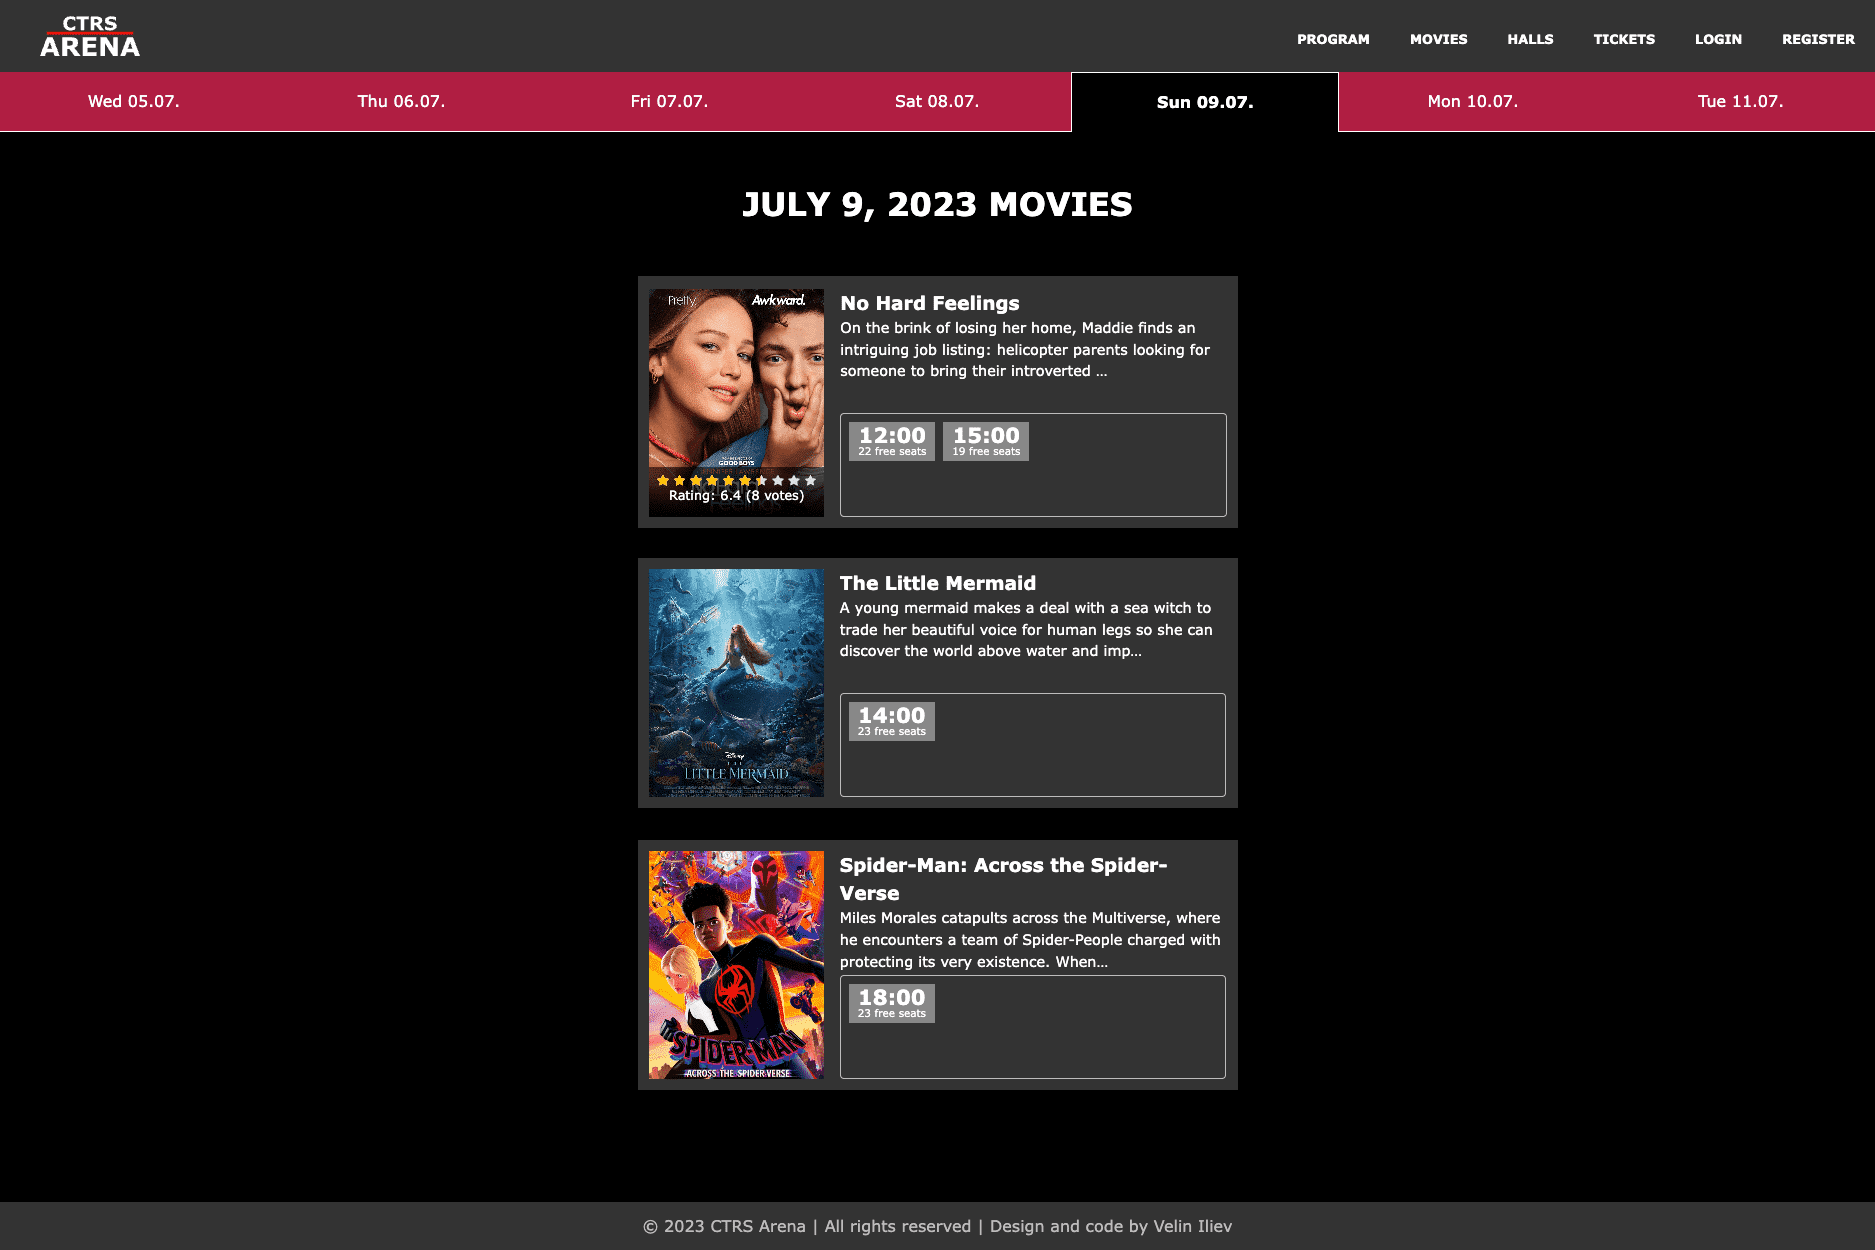 CTRS
ARENA
PROGRAM MOVIES HALLS TICKETS LOGIN REGISTER
Wed 05.07. Thu 06.07. Fri 07.07. Sat 08.07. Sun 09.07. Mon 10.07. Tue 11.07.
JULY 9, 2023 MOVIES
Pretty. Awkward.
GOOD BOYS
No Hard
Feelings
Rating: 6.4 (8 votes)
No Hard Feelings
On the brink of losing her home, Maddie finds an
intriguing job listing: helicopter parents looking for
someone to bring their introverted ...
12:00 15:00
22 free seats 19 free seats
Disney
THE
LITTLE MERMAID
The Little Mermaid
A young mermaid makes a deal with a sea witch to
trade her beautiful voice for human legs so she can
discover the world above water and imp...
14:00
23 free seats
SPIDER-MAN
ACROSS THE SPIDER-VERSE
Spider-Man: Across the Spider-
Verse
Miles Morales catapults across the Multiverse, where
he encounters a team of Spider-People charged with
protecting its very existence. When...
18:00
23 free seats
© 2023 CTRS Arena | All rights reserved | Design and code by Velin Iliev